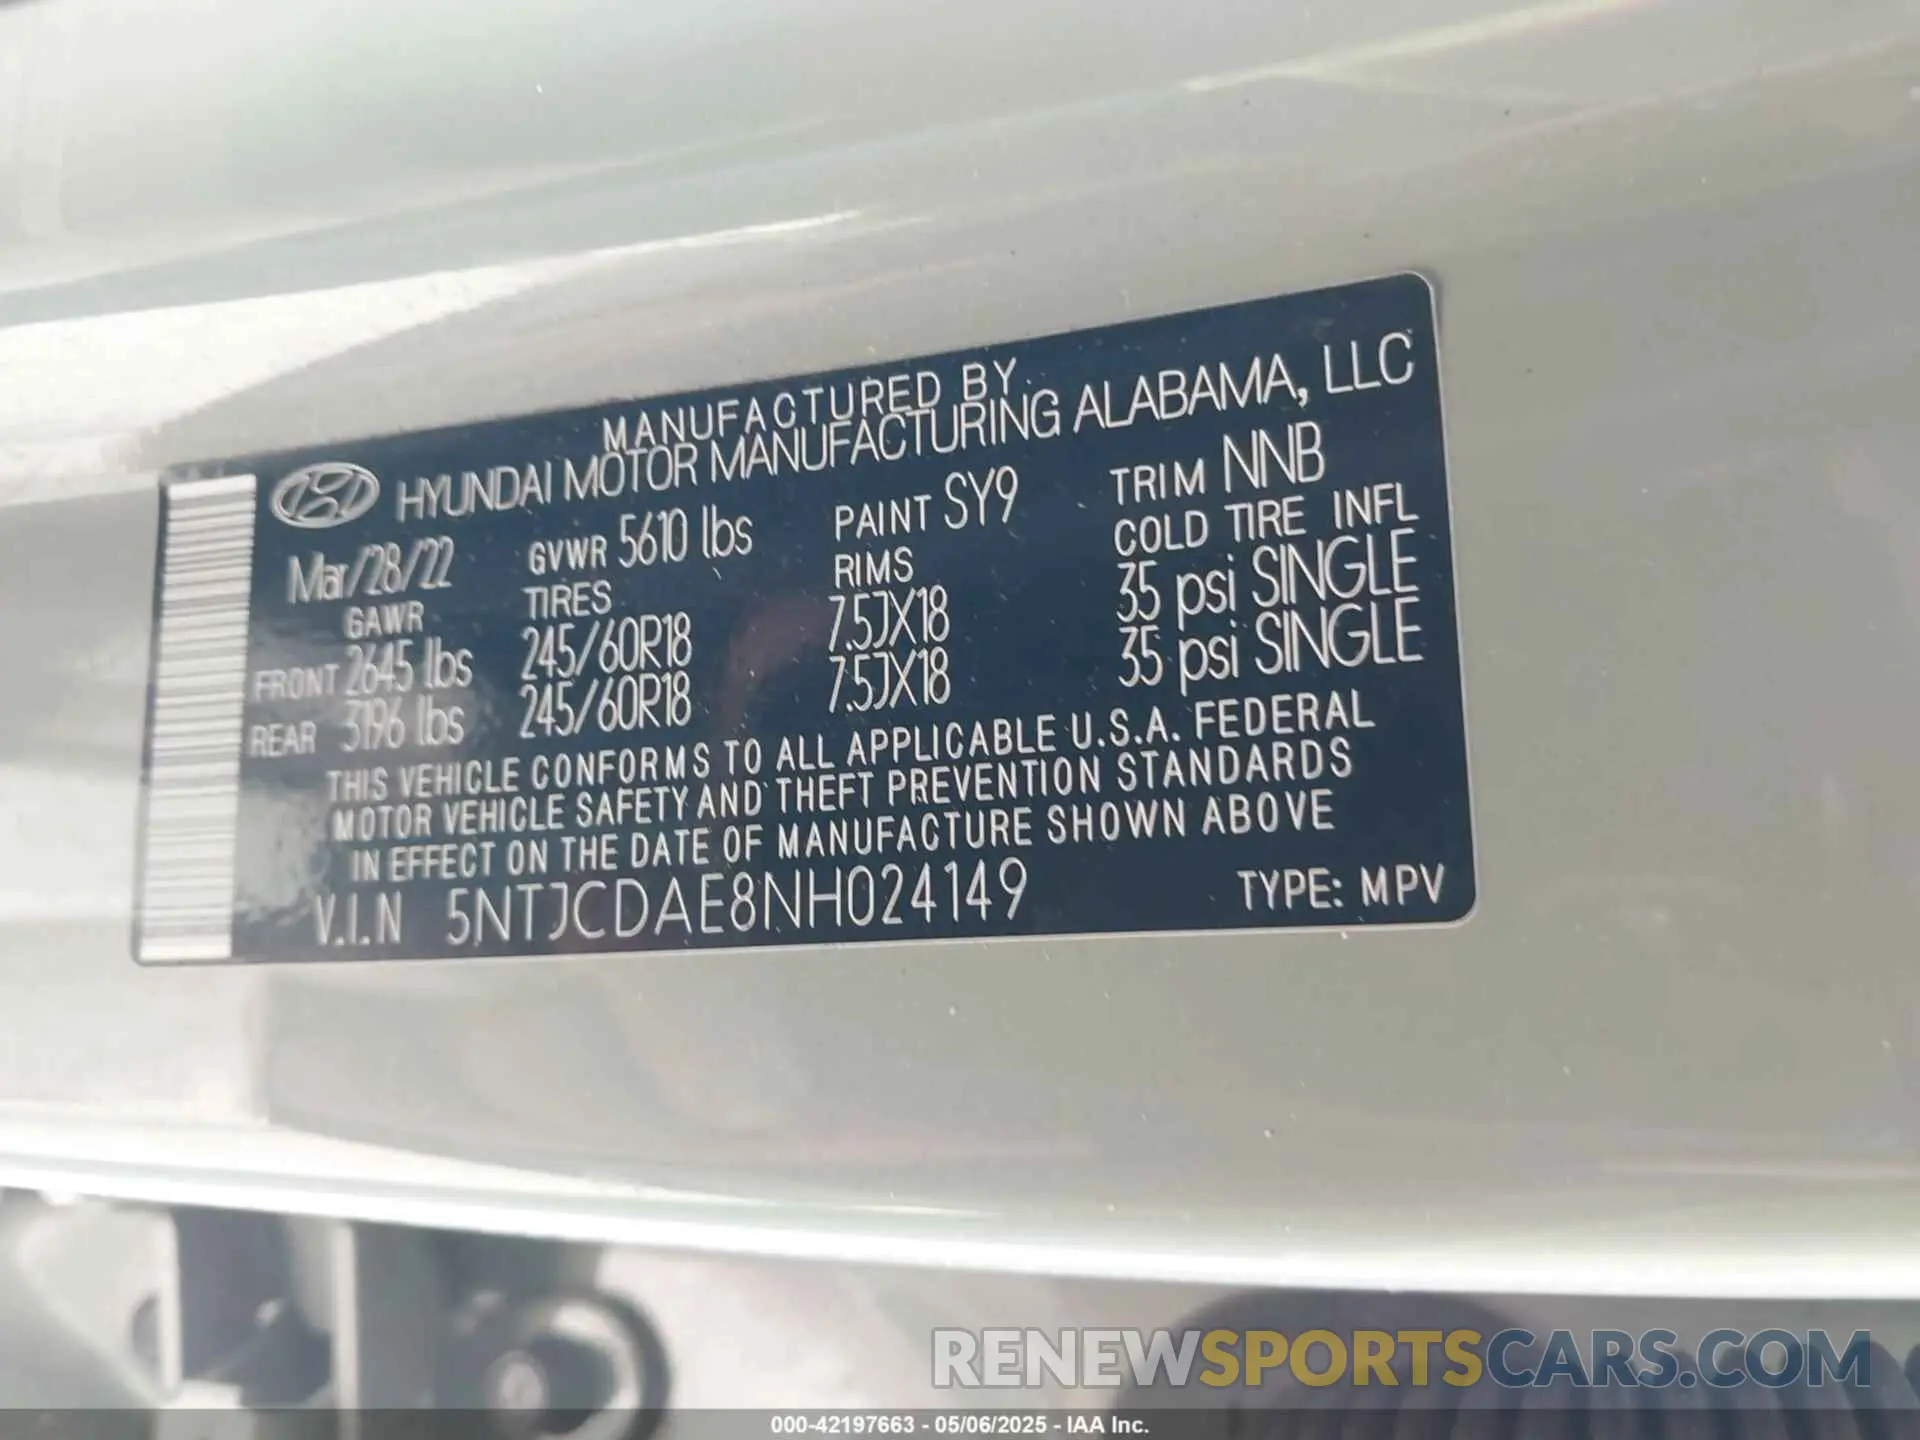 MANUFACTURED BY
HYUNDAI MOTOR MANUFACTURING ALABAMA, LLC
Mar/28/22 GVWR 5610 lbs PAINT SY9 TRIM NNB
GAWR TIRES RIMS COLD TIRE INFL
FRONT 2645 lbs 245/60R18 7.5JX18 35 psi SINGLE
REAR 3196 lbs 245/60R18 7.5JX18 35 psi SINGLE
THIS VEHICLE CONFORMS TO ALL APPLICABLE U.S.A. FEDERAL
MOTOR VEHICLE SAFETY AND THEFT PREVENTION STANDARDS
IN EFFECT ON THE DATE OF MANUFACTURE SHOWN ABOVE
V.I.N 5NTJCDAE8NH024149 TYPE: MPV
RENEWSPORTSCARS.COM
000-42197663 - 05/06/2025 - IAA Inc.